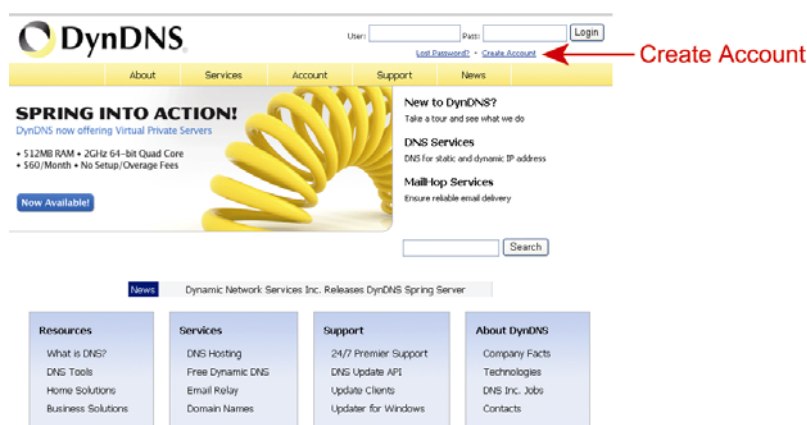 DynDNS
User:
Pass:
Login
Lost Password? - Create Account
Create Account
About Services Account Support News
SPRING INTO ACTION!
DynDNS now offering Virtual Private Servers
• 512MB RAM • 2GHz 64-bit Quad Core
• $60/Month • No Setup/Overage Fees
Now Available!
New to DynDNS?
Take a tour and see what we do
DNS Services
DNS for static and dynamic IP address
MailHop Services
Ensure reliable email delivery
Search
News Dynamic Network Services Inc. Releases DynDNS Spring Server
Resources
What is DNS?
DNS Tools
Home Solutions
Business Solutions
Services
DNS Hosting
Free Dynamic DNS
Email Relay
Domain Names
Support
24/7 Premier Support
DNS Update API
Update Clients
Updater for Windows
About DynDNS
Company Facts
Technologies
DNS Inc. Jobs
Contacts